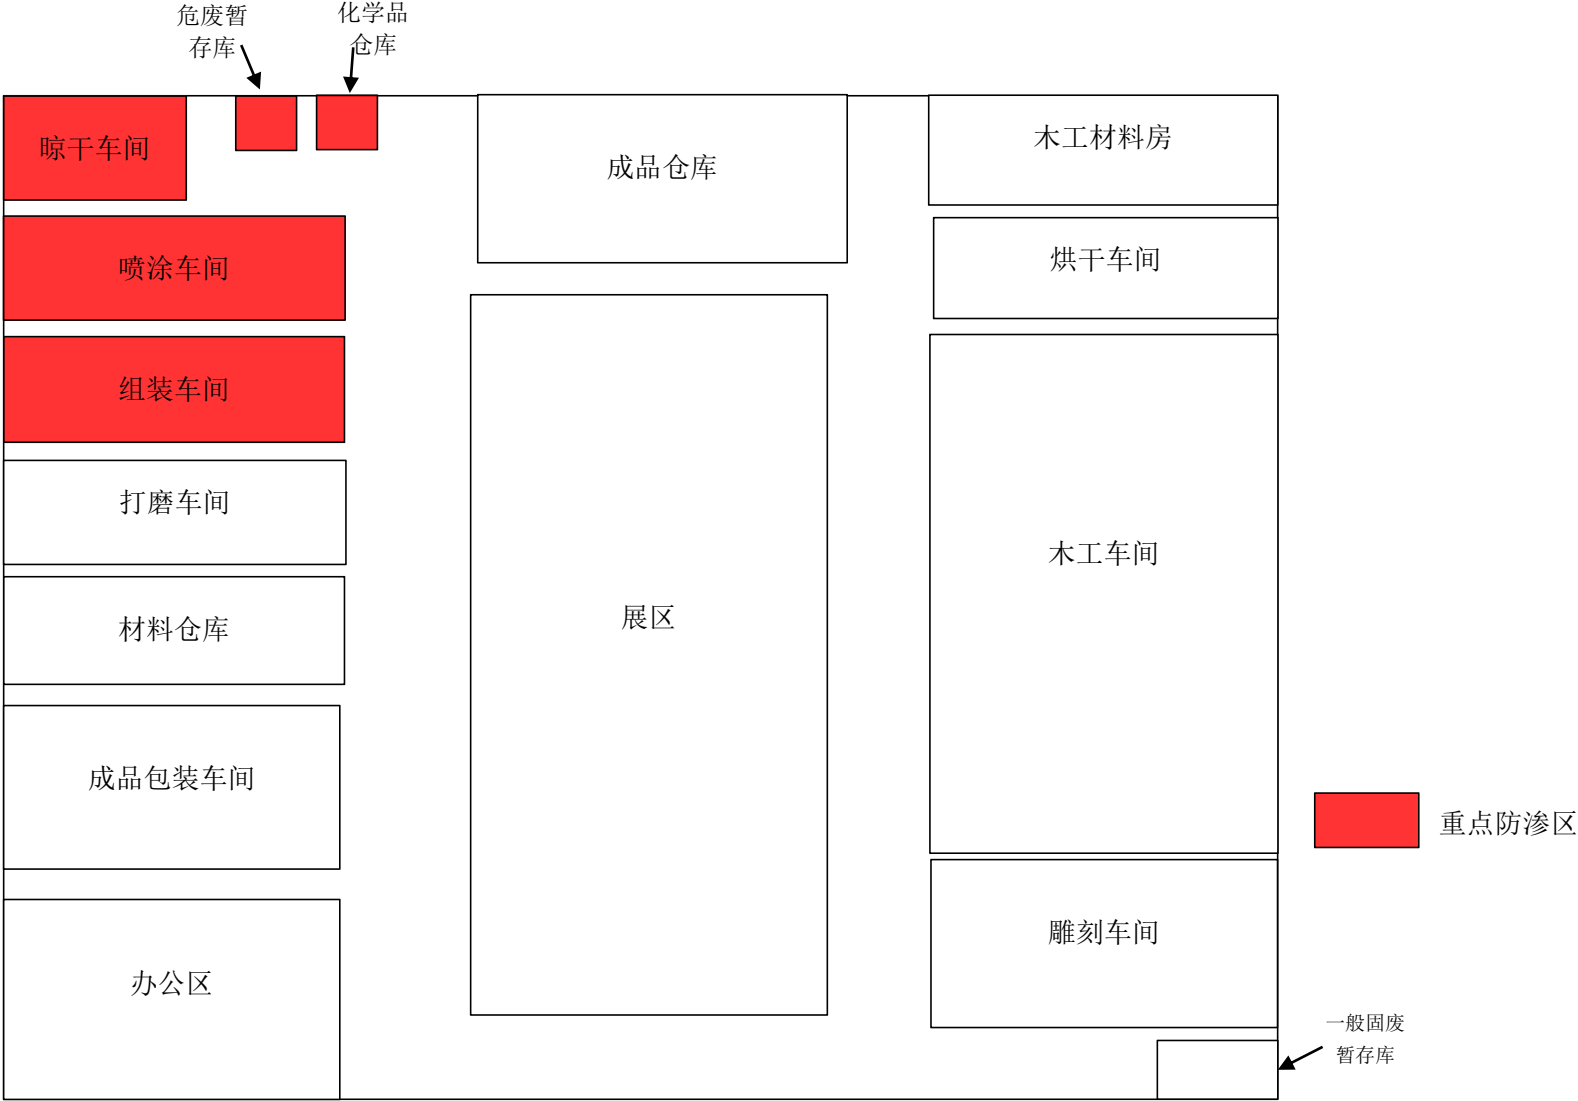 危废暂
存库
化学品
仓库
晾干车间
成品仓库
木工材料房
喷涂车间
烘干车间
组装车间
打磨车间
木工车间
材料仓库
展区
成品包装车间
重点防渗区
雕刻车间
办公区
一般固废
暂存库